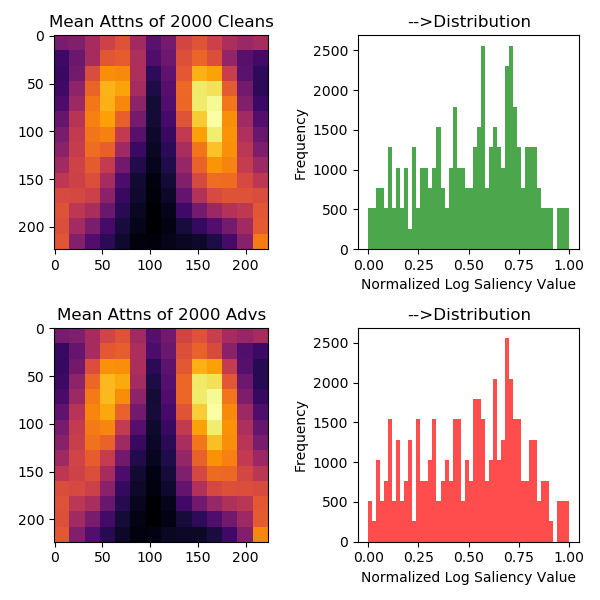 Mean Attns of 2000 Cleans
0
50
100
150
200
0 50 100 150 200
-->Distribution
Frequency
2500
2000
1500
1000
500
0
0.00 0.25 0.50 0.75 1.00
Normalized Log Saliency Value
Mean Attns of 2000 Advs
0
50
100
150
200
0 50 100 150 200
-->Distribution
Frequency
2500
2000
1500
1000
500
0
0.00 0.25 0.50 0.75 1.00
Normalized Log Saliency Value